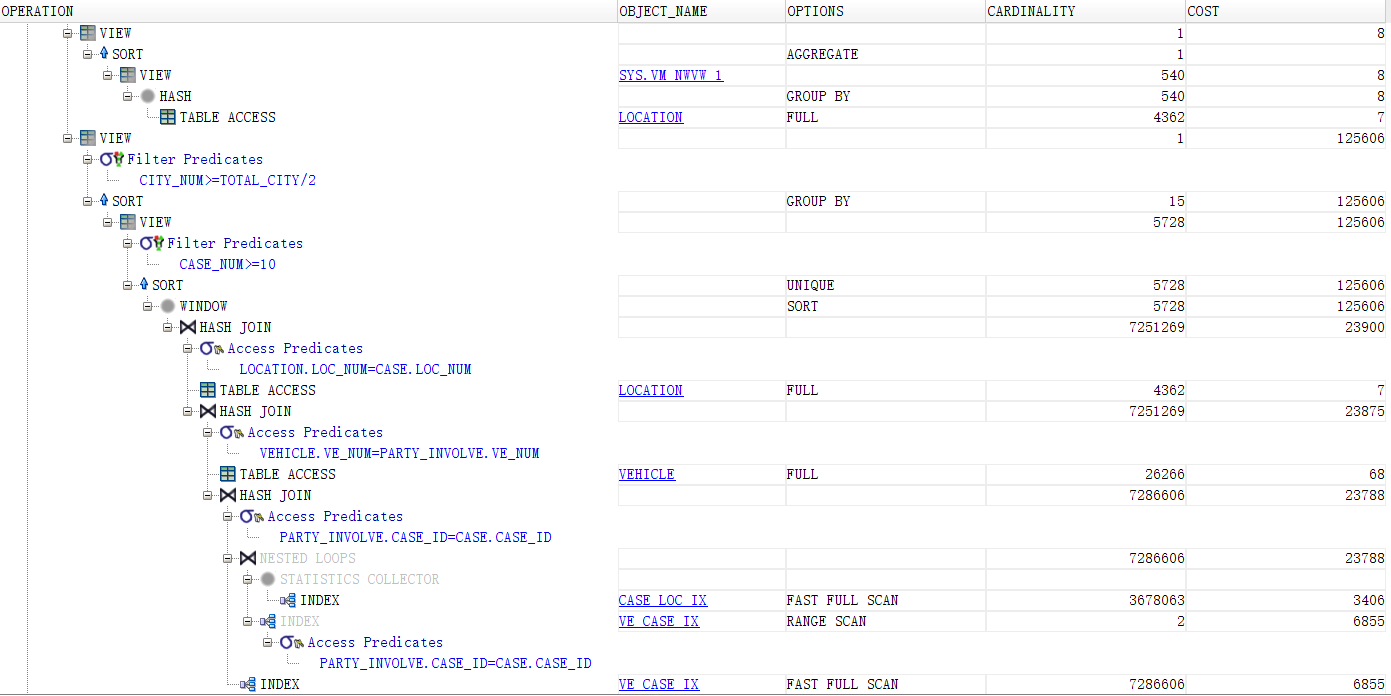 OPERATION OBJECT_NAME OPTIONS CARDINALITY COST
VIEW 1 8
SORT AGGREGATE 1
VIEW SYS.VM_NWVW_1 540 8
HASH GROUP BY 540 8
TABLE ACCESS LOCATION FULL 4362 7
VIEW 1 125606
Filter Predicates
CITY_NUM>=TOTAL_CITY/2
SORT GROUP BY 15 125606
VIEW 5728 125606
Filter Predicates
CASE_NUM>=10
SORT UNIQUE 5728 125606
WINDOW SORT 5728 125606
HASH JOIN 7251269 23900
Access Predicates
LOCATION.LOC_NUM=CASE.LOC_NUM
TABLE ACCESS LOCATION FULL 4362 7
HASH JOIN 7251269 23875
Access Predicates
VEHICLE.VE_NUM=PARTY_INVOLVE.VE_NUM
TABLE ACCESS VEHICLE FULL 26266 68
HASH JOIN 7286606 23788
Access Predicates
PARTY_INVOLVE.CASE_ID=CASE.CASE_ID
NESTED LOOPS 7286606 23788
STATISTICS COLLECTOR
INDEX CASE_LOC_IX FAST FULL SCAN 3678063 3406
INDEX VE_CASE_IX RANGE SCAN 2 6855
Access Predicates
PARTY_INVOLVE.CASE_ID=CASE.CASE_ID
INDEX VE_CASE_IX FAST FULL SCAN 7286606 6855